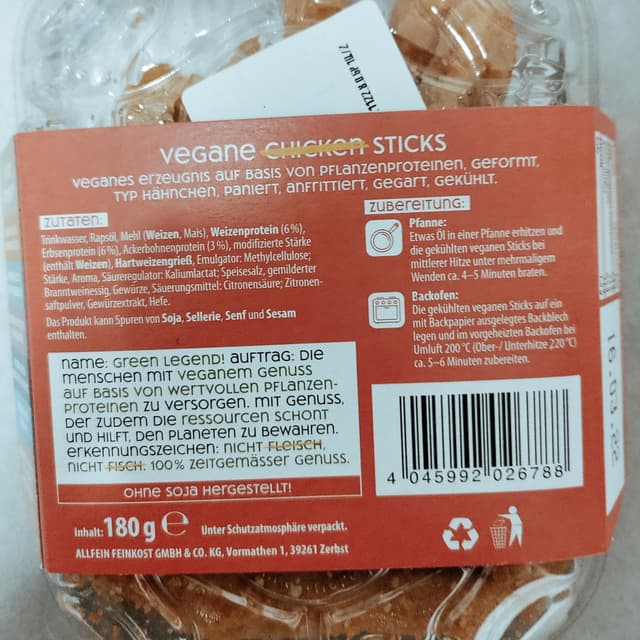 vegane chicken STICKS
veganes erzeugnis auf basis von pflanzenproteinen, geformt,
typ hähnchen, paniert, anfrittiert, gegart, gekühlt.
zutaten:
Trinkwasser, Rapsöl, Mehl (Weizen, Mais), Weizenprotein (6%),
Erbsenprotein (6%), Ackerbohnenprotein (3%), modifizierte Stärke
(enthält Weizen), Hartweizengrieß, Emulgator: Methylcellulose;
Stärke, Aroma, Säureregulator: Kaliumlactat; Speisesalz, gemilderter
Branntweinessig, Gewürze, Säuerungsmittel: Citronensäure; Zitronen-
saftpulver, Gewürzextrakt, Hefe.
Das Produkt kann Spuren von Soja, Sellerie, Senf und Sesam
enthalten.
zubereitung:
Pfanne:
Etwas Öl in einer Pfanne erhitzen und
die gekühlten veganen Sticks bei
mittlerer Hitze unter mehrmaligem
Wenden ca. 4–5 Minuten braten.
Backofen:
Die gekühlten veganen Sticks auf ein
mit Backpapier ausgelegtes Backblech
legen und im vorgeheizten Backofen bei
Umluft 200 °C (Ober-/ Unterhitze 220 °C)
ca. 5–6 Minuten zubereiten.
name: Green Legend! Auftrag: Die
menschen mit veganem genuss
auf basis von wertvollen pflanzen-
proteinen zu versorgen. mit genuss,
der zudem die ressourcen schont
und hilft, den planeten zu bewahren.
erkennungszeichen: nicht fleisch,
nicht fisch: 100% zeitgemässer genuss.
ohne soja hergestellt!
4 045992 026788
Inhalt: 180 g e Unter Schutzatmosphäre verpackt.
ALLFEIN FEINKOST GMBH & CO. KG, Vormathen 1, 39261 Zerbst